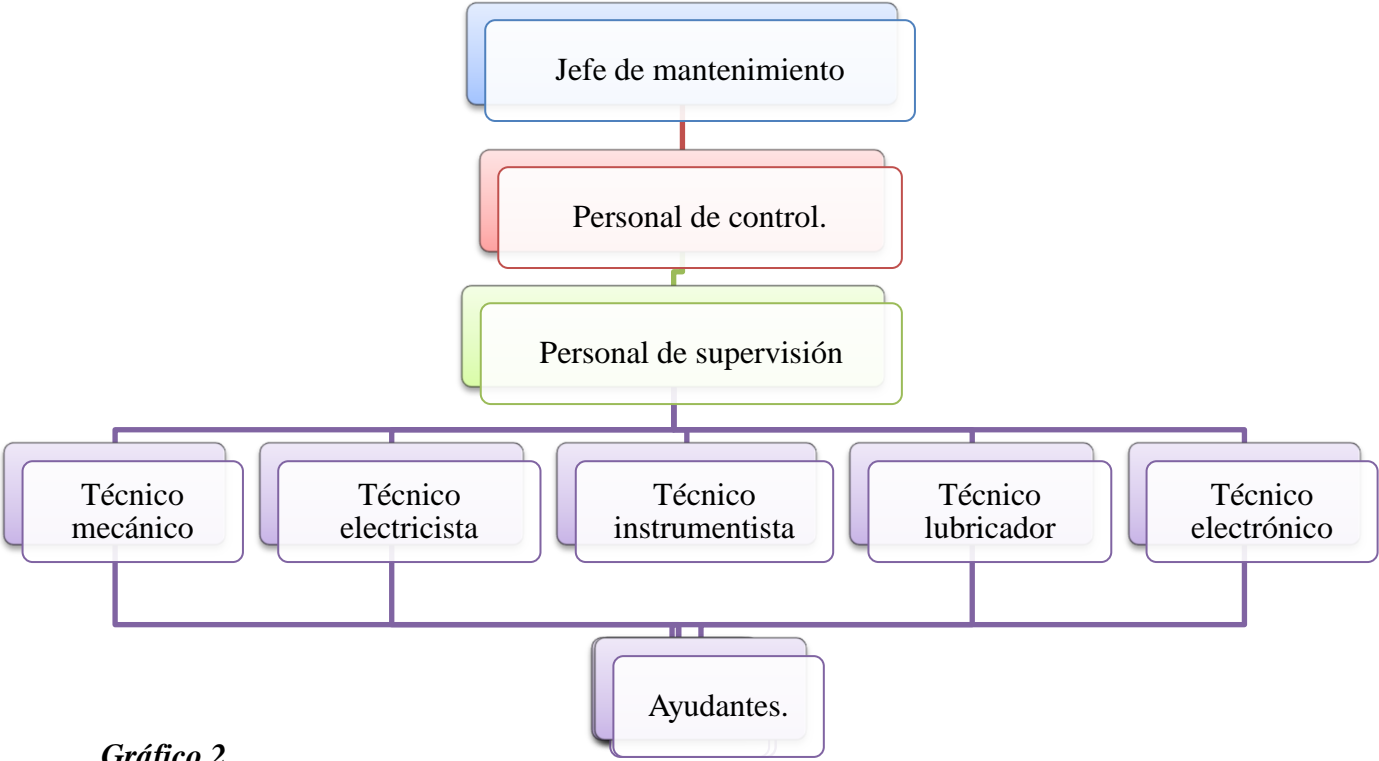 Jefe de mantenimiento
Personal de control.
Personal de supervisión
Técnico
mecánico
Técnico
electricista
Técnico
instrumentista
Técnico
lubricador
Técnico
electrónico
Ayudantes.
Gráfico 2